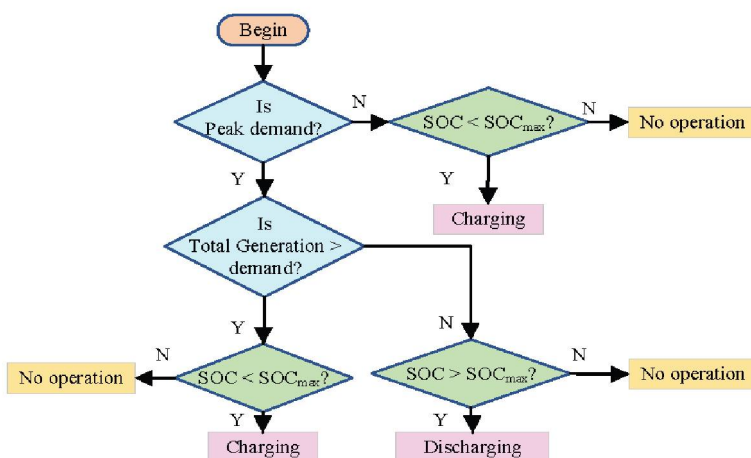 Begin
Is
Peak demand?
N
SOC < SOCmax?
N
No operation
Y
Y
Charging
Is
Total Generation >
demand?
Y
N
N
N
No operation
SOC < SOCmax?
SOC > SOCmax?
No operation
Y
Y
Charging
Discharging